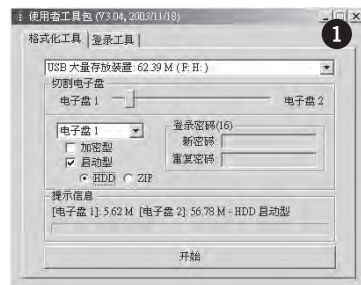 使用者工具包 (V3.04, 2003/11/18)
1
格式化工具 登录工具
USB 大量存放装置: 62.39 M ( F: H: )
切割电子盘
电子盘 1 电子盘 2
电子盘 1
加密型
启动型
HDD ZIP
登录密码(16)
新密码:
重复密码:
提示信息
[电子盘 1]: 5.62 M [电子盘 2]: 56.78 M - HDD 启动型
开始